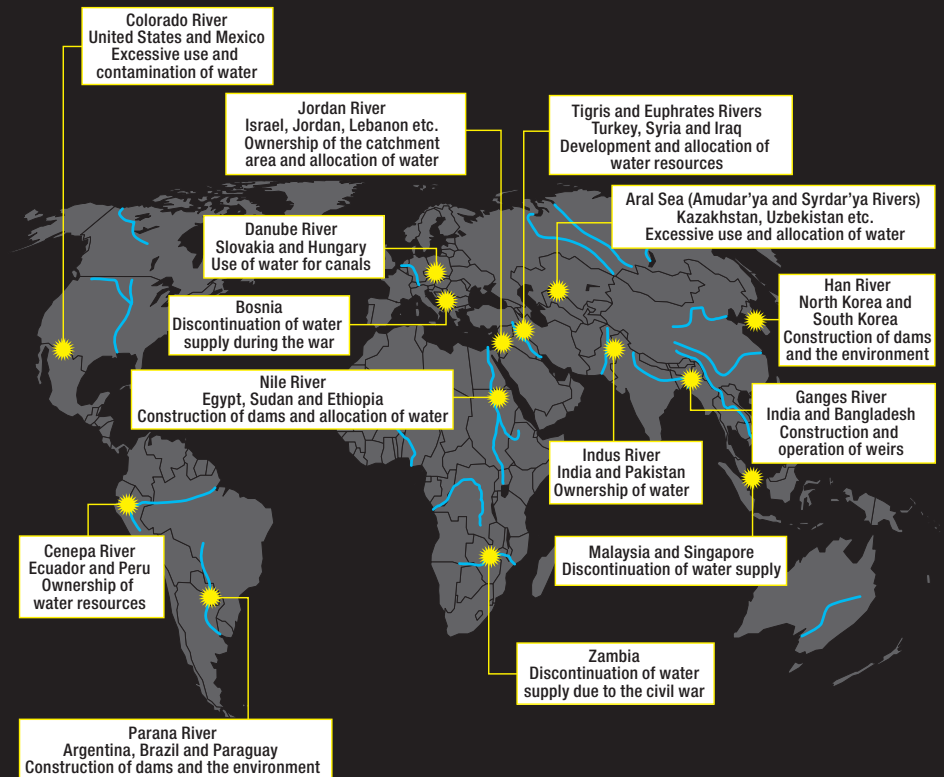 Colorado River
United States and Mexico
Excessive use and
contamination of water
Jordan River
Israel, Jordan, Lebanon etc.
Ownership of the catchment
area and allocation of water
Tigris and Euphrates Rivers
Turkey, Syria and Iraq
Development and allocation of
water resources
Aral Sea (Amudar'ya and Syrdar'ya Rivers)
Kazakhstan, Uzbekistan etc.
Excessive use and allocation of water
Danube River
Slovakia and Hungary
Use of water for canals
Bosnia
Discontinuation of water
supply during the war
Han River
North Korea and
South Korea
Construction of dams
and the environment
Nile River
Egypt, Sudan and Ethiopia
Construction of dams and allocation of water
Ganges River
India and Bangladesh
Construction and
operation of weirs
Indus River
India and Pakistan
Ownership of water
Cenepa River
Ecuador and Peru
Ownership of
water resources
Malaysia and Singapore
Discontinuation of water supply
Zambia
Discontinuation of water
supply due to the civil war
Parana River
Argentina, Brazil and Paraguay
Construction of dams and the environment